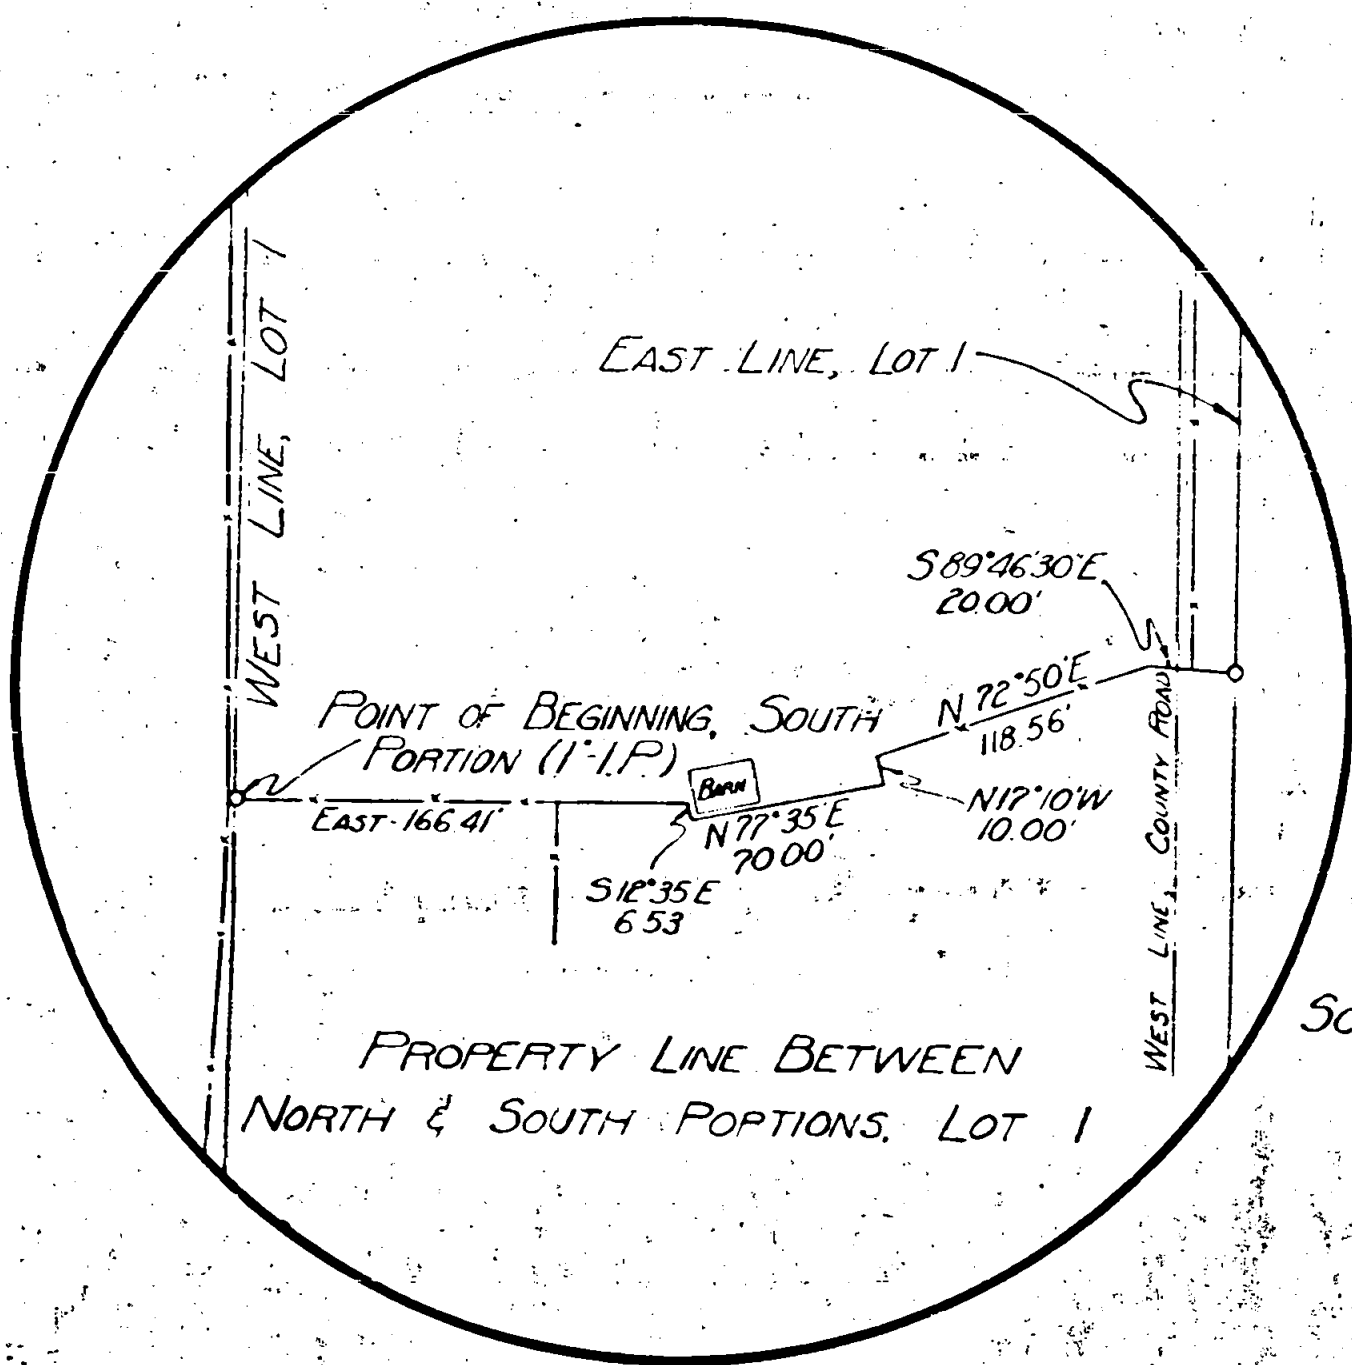 WEST LINE, LOT 1
EAST LINE, LOT 1
S 89°46'30"E
20.00'
N 72°50'E
118.56'
POINT OF BEGINNING, SOUTH
PORTION (1"-I.P.)
BARN
EAST-166.41'
N 77°35'E
70.00'
N 17°10'W
10.00'
S 12°35'E
6.53
WEST LINE, COUNTY ROAD
SO
PROPERTY LINE BETWEEN
NORTH & SOUTH PORTIONS, LOT 1